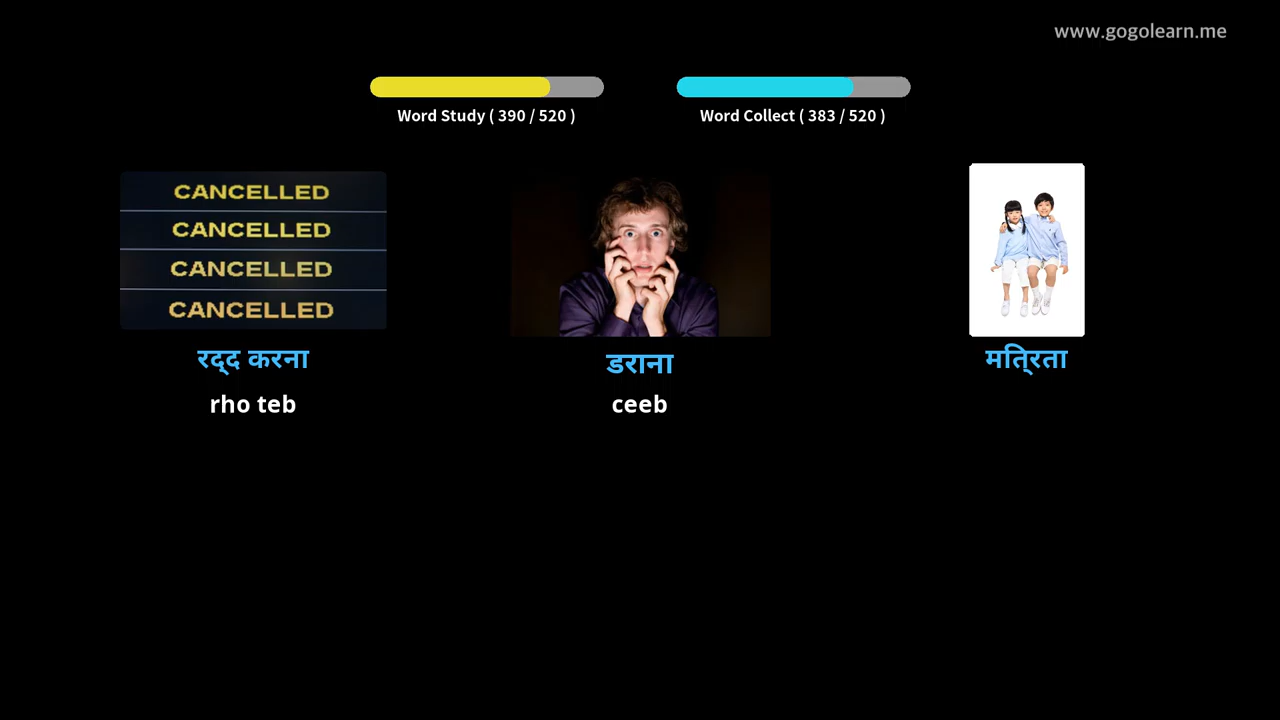 www.gogolearn.me
Word Study ( 390 / 520 )
Word Collect ( 383 / 520 )
CANCELLED
CANCELLED
CANCELLED
CANCELLED
रद्द करना
डराना
मति्रता
rho teb
ceeb